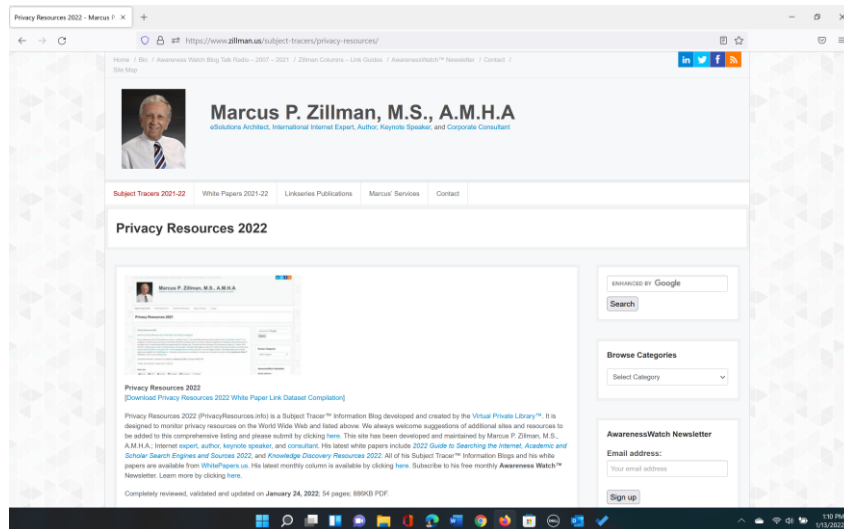 Privacy Resources 2022 - Marcus P. ×
https://www.zillman.us/subject-tracers/privacy-resources/
Home / Bio / Awareness Watch Blog Talk Radio – 2007 – 2021 / Zillman Columns – Link Guides / AwarenessWatch™ Newsletter / Contact /
Site Map
in
f
Marcus P. Zillman, M.S., A.M.H.A
eSolutions Architect, International Internet Expert, Author, Keynote Speaker, and Corporate Consultant
Subject Tracers 2021-22 White Papers 2021-22 Linkseries Publications Marcus' Services Contact
Privacy Resources 2022
Marcus P. Zillman, M.S., A.M.H.A
Privacy Resources 2021
ENHANCED BY Google
Search
Browse Categories
Select Category
Privacy Resources 2022
[Download Privacy Resources 2022 White Paper Link Dataset Compilation]
Privacy Resources 2022 (PrivacyResources.info) is a Subject Tracer™ Information Blog developed and created by the Virtual Private Library™. It is
designed to monitor privacy resources on the World Wide Web and listed above. We always welcome suggestions of additional sites and resources to
be added to this comprehensive listing and please submit by clicking here. This site has been developed and maintained by Marcus P. Zillman, M.S.,
A.M.H.A.; Internet expert, author, keynote speaker, and consultant. His latest white papers include 2022 Guide to Searching the Internet, Academic and
Scholar Search Engines and Sources 2022, and Knowledge Discovery Resources 2022. All of his Subject Tracer™ Information Blogs and his white
papers are available from WhitePapers.us. His latest monthly column is available by clicking here. Subscribe to his free monthly Awareness Watch™
Newsletter. Learn more by clicking here.
Completely reviewed, validated and updated on January 24, 2022; 54 pages; 886KB PDF.
AwarenessWatch Newsletter
Email address:
Your email address
Sign up
1:10 PM
1/13/2022